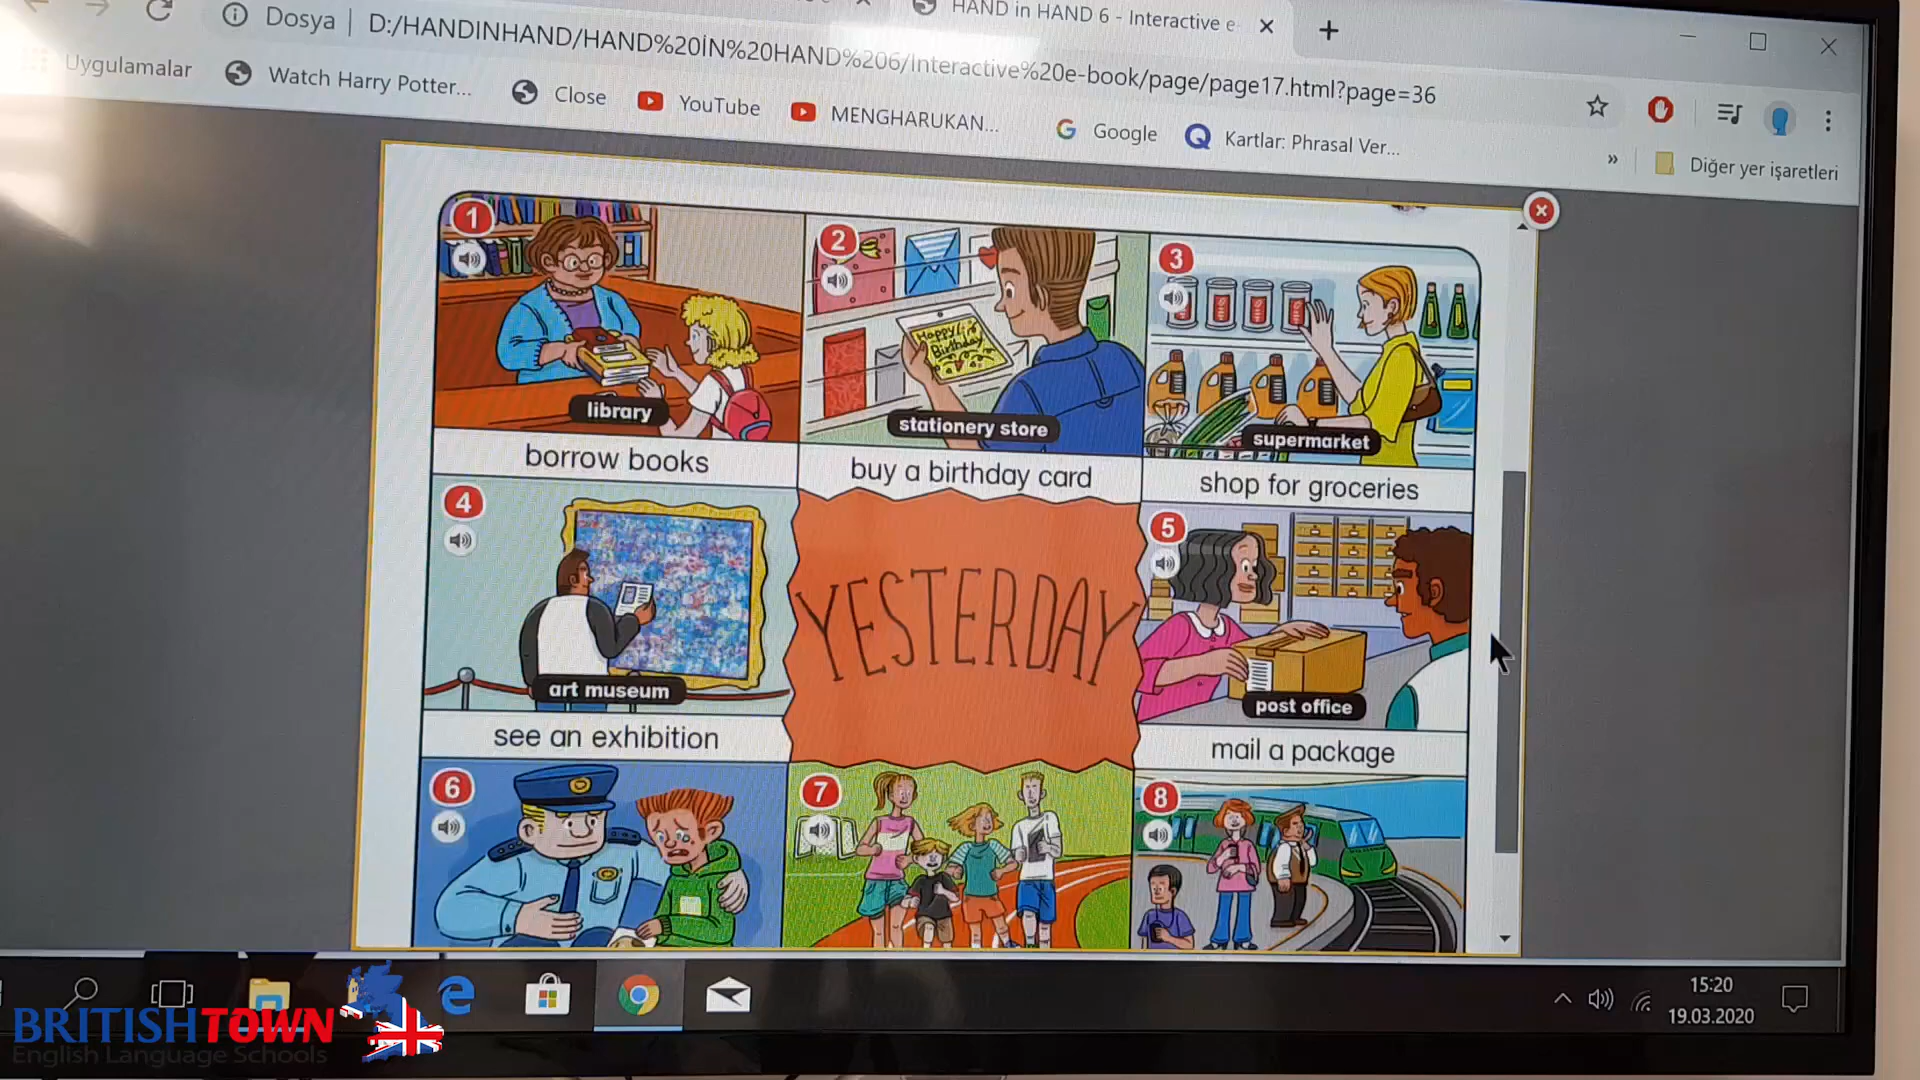 HAND in HAND 6 - Interactive e-
Dosya | D:/HANDINHAND/HAND%20İN%20HAND%206/Interactive%20e-book/page/page17.html?page=36
Uygulamalar
Watch Harry Potter...
Close
YouTube
MENGHARUKAN...
Google
Kartlar: Phrasal Ver...
»
Diğer yer işaretleri
1
library
borrow books
2
Happy Birthday
stationery store
buy a birthday card
3
supermarket
shop for groceries
4
art museum
see an exhibition
YESTERDAY
5
post office
mail a package
6
7
8
15:20
19.03.2020
BRITISHTOWN
English Language Schools